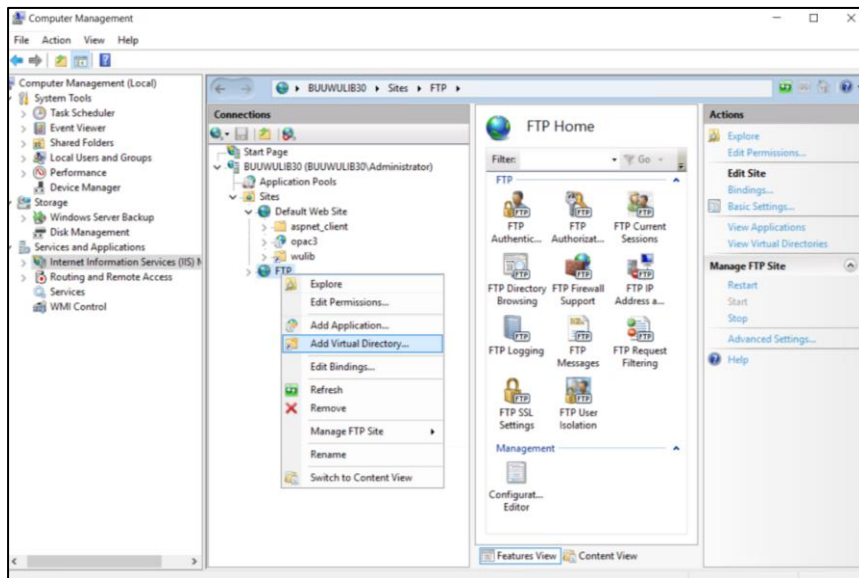 Computer Management
File Action View Help
Computer Management (Local)
System Tools
Task Scheduler
Event Viewer
Shared Folders
Local Users and Groups
Performance
Device Manager
Storage
Windows Server Backup
Disk Management
Services and Applications
Internet Information Services (IIS) M
Routing and Remote Access
Services
WMI Control
BUUWULIB30 Sites FTP
Connections
Start Page
BUUWULIB30 (BUUWULIB30\Administrator)
Application Pools
Sites
Default Web Site
aspnet_client
opac3
wulib
FTP
Explore
Edit Permissions...
Add Application...
Add Virtual Directory...
Edit Bindings...
Refresh
Remove
Manage FTP Site
Rename
Switch to Content View
FTP Home
Filter: Go
FTP
FTP Authentic...
FTP Authorizat...
FTP Current Sessions
FTP Directory Browsing
FTP Firewall Support
FTP IP Address a...
FTP Logging
FTP Messages
FTP Request Filtering
FTP SSL Settings
FTP User Isolation
Management
Configurat... Editor
Features View Content View
Actions
Explore
Edit Permissions...
Edit Site
Bindings...
Basic Settings...
View Applications
View Virtual Directories
Manage FTP Site
Restart
Start
Stop
Advanced Settings...
Help